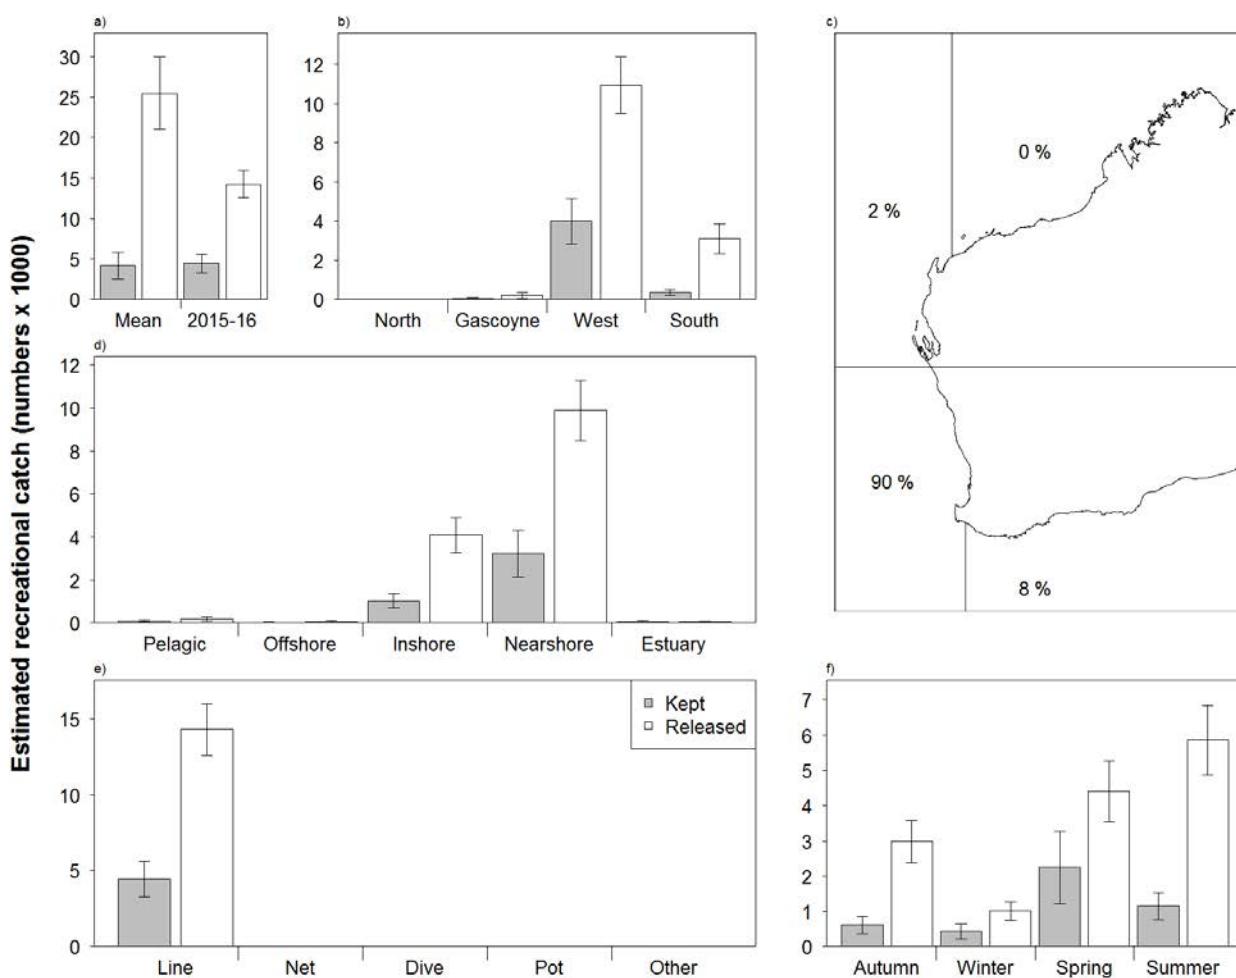 Estimated recreational catch (numbers x 1000)
a)
30
25
20
15
10
5
0
Mean 2015-16
b)
12
10
8
6
4
2
0
North Gascoyne West South
c)
0 %
2 %
90 %
8 %
d)
12
10
8
6
4
2
0
Pelagic Offshore Inshore Nearshore Estuary
e)
15
10
5
0
Kept
Released
Line Net Dive Pot Other
f)
7
6
5
4
3
2
1
0
Autumn Winter Spring Summer